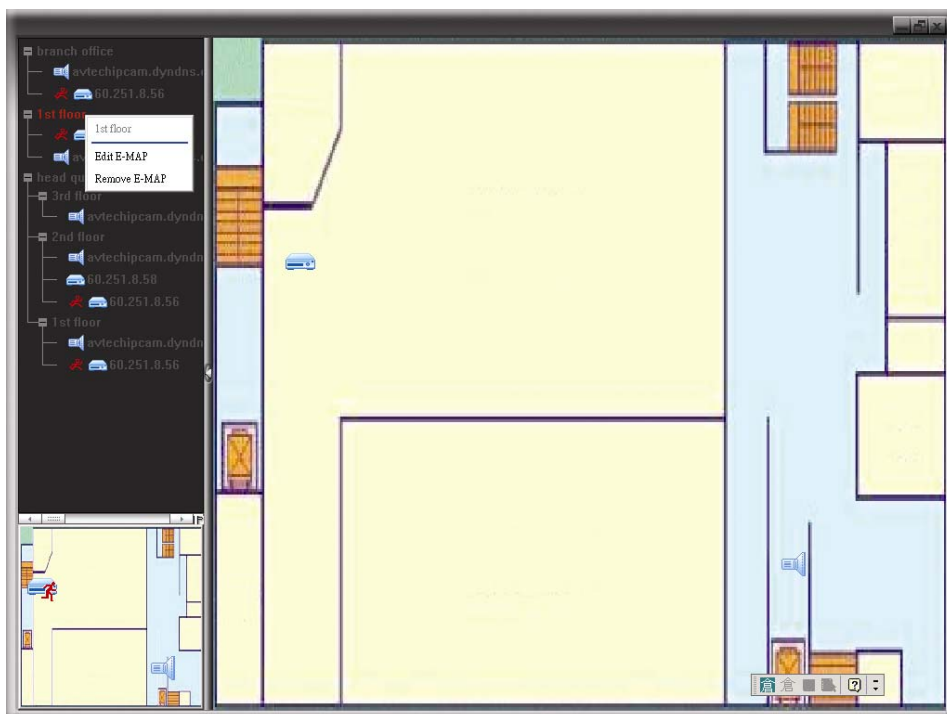 branch office
avtechipcam.dyndns.
60.251.8.56
1st floor
1st floor
Edit E-MAP
Remove E-MAP
head qu
3rd floor
avtechipcam.dyndn
2nd floor
avtechipcam.dyndn
60.251.8.58
60.251.8.56
1st floor
avtechipcam.dyndn
60.251.8.56
倉